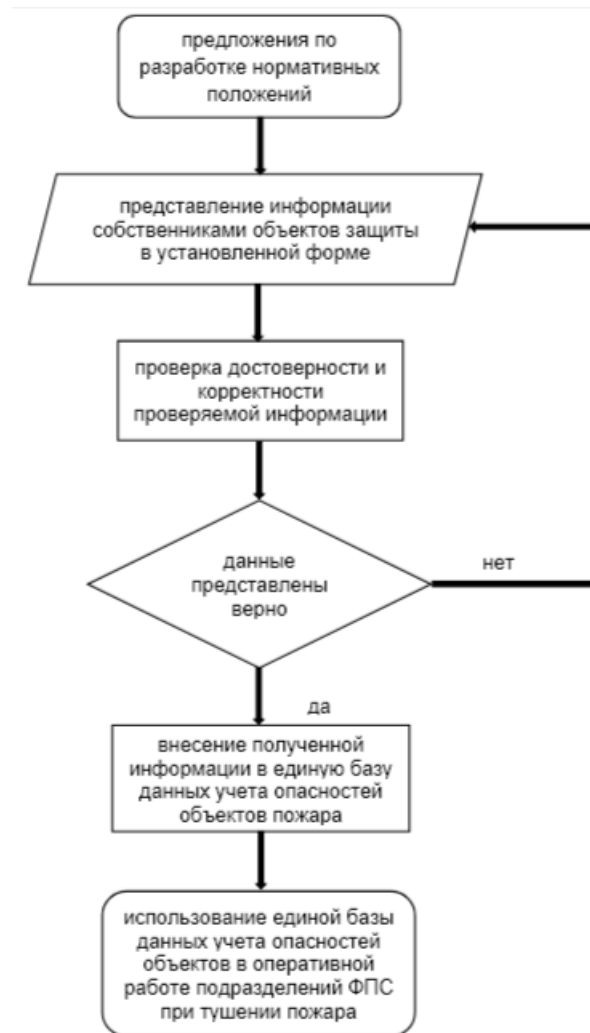 предложения по
разработке нормативных
положений
представление информации
собственниками объектов защиты
в установленной форме
проверка достоверности и
корректности
проверяемой информации
данные
представлены
верно
нет
да
внесение полученной
информации в единую базу
данных учета опасностей
объектов пожара
использование единой базы
данных учета опасностей
объектов в оперативной
работе подразделений ФПС
при тушении пожара